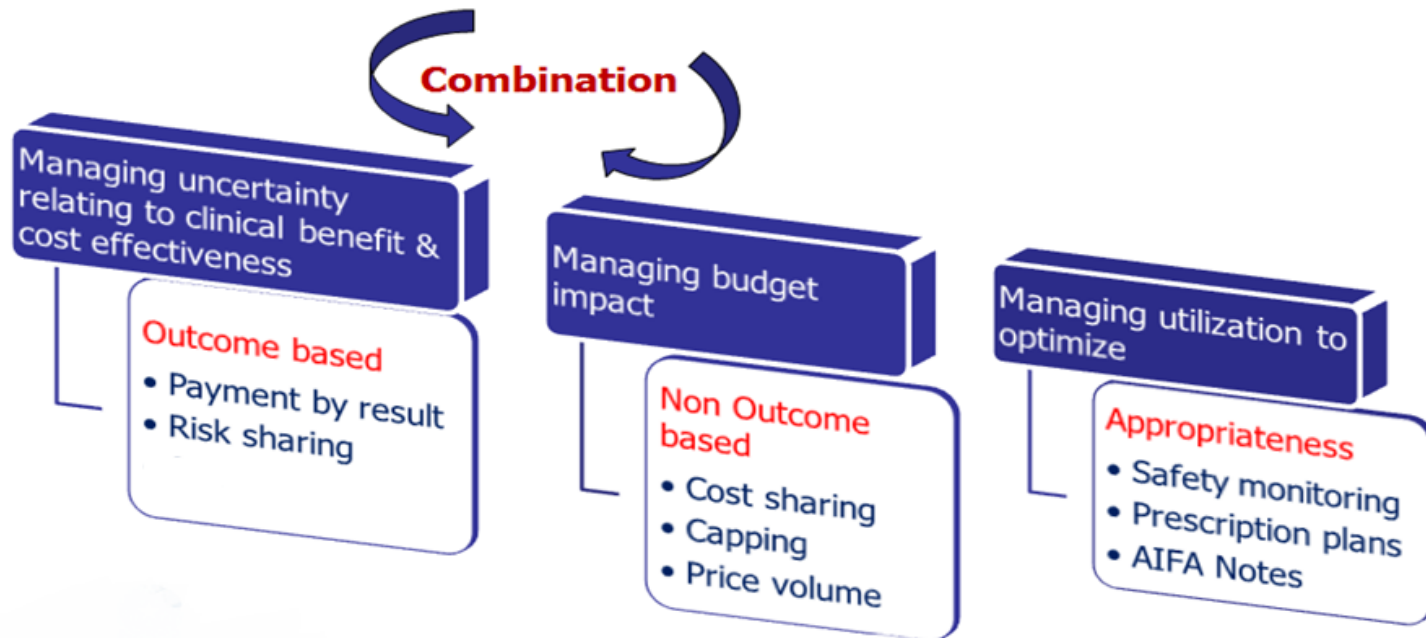 Combination
Managing uncertainty
relating to clinical benefit &
cost effectiveness
Outcome based
• Payment by result
• Risk sharing
Managing budget
impact
Non Outcome
based
• Cost sharing
• Capping
• Price volume
Managing utilization to
optimize
Appropriateness
• Safety monitoring
• Prescription plans
• AIFA Notes